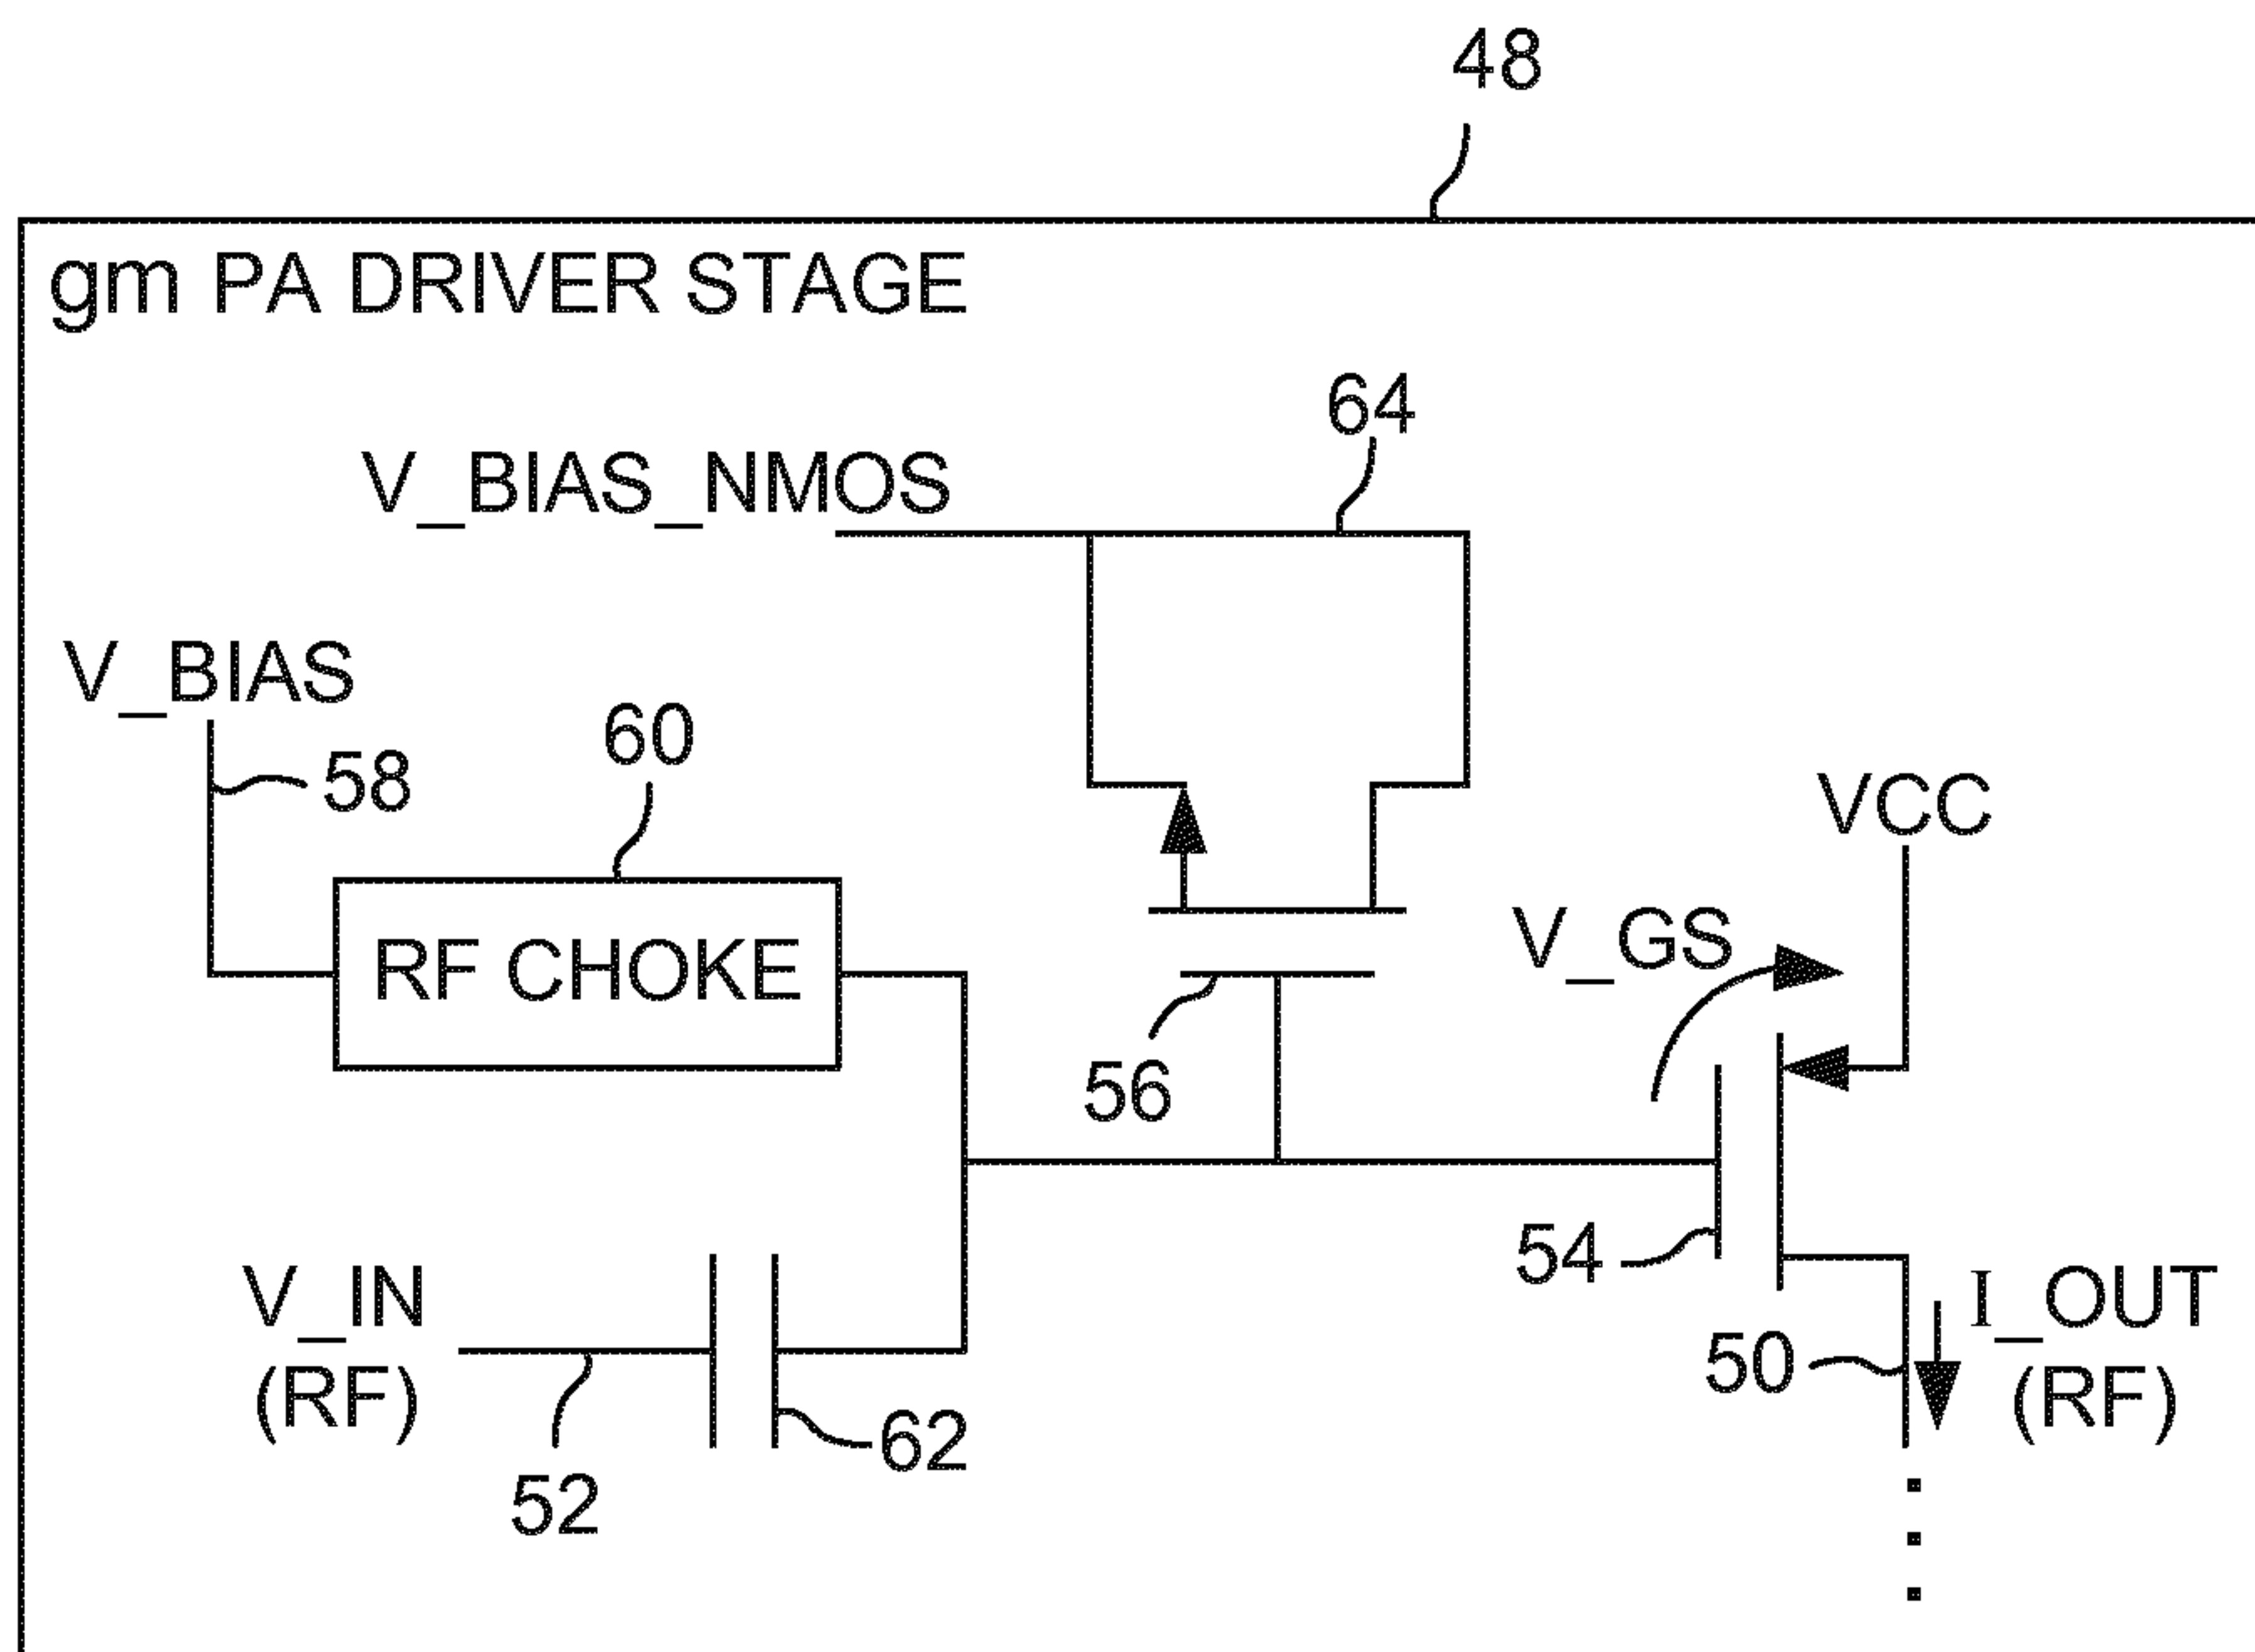 48
gm PA DRIVER STAGE
64
V_BIAS_NMOS
V_BIAS
58
60
VCC
RF CHOKE
V_GS
56
54
V_IN
(RF)
62
52
50
I_OUT
(RF)